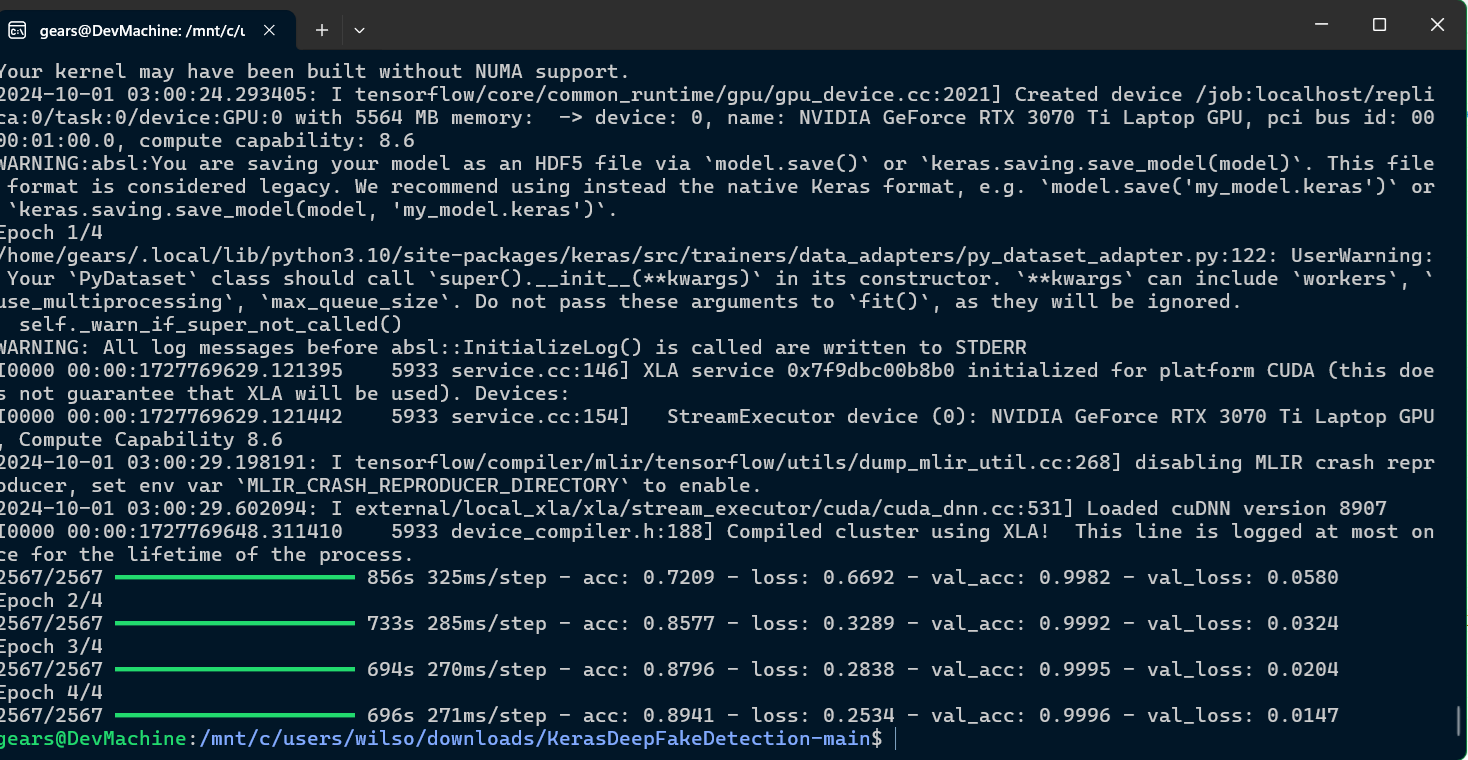 gears@DevMachine: /mnt/c/u
Your kernel may have been built without NUMA support.
2024-10-01 03:00:24.293405: I tensorflow/core/common_runtime/gpu/gpu_device.cc:2021] Created device /job:localhost/repli
ca:0/task:0/device:GPU:0 with 5564 MB memory:  -> device: 0, name: NVIDIA GeForce RTX 3070 Ti Laptop GPU, pci bus id: 00
00:01:00.0, compute capability: 8.6
WARNING:absl:You are saving your model as an HDF5 file via `model.save()` or `keras.saving.save_model(model)`. This file
 format is considered legacy. We recommend using instead the native Keras format, e.g. `model.save('my_model.keras')` or
 `keras.saving.save_model(model, 'my_model.keras')`.
Epoch 1/4
/home/gears/.local/lib/python3.10/site-packages/keras/src/trainers/data_adapters/py_dataset_adapter.py:122: UserWarning:
 Your `PyDataset` class should call `super().__init__(**kwargs)` in its constructor. `**kwargs` can include `workers`, `
use_multiprocessing`, `max_queue_size`. Do not pass these arguments to `fit()`, as they will be ignored.
  self._warn_if_super_not_called()
WARNING: All log messages before absl::InitializeLog() is called are written to STDERR
I0000 00:00:1727769629.121395    5933 service.cc:146] XLA service 0x7f9dbc00b8b0 initialized for platform CUDA (this doe
s not guarantee that XLA will be used). Devices:
I0000 00:00:1727769629.121442    5933 service.cc:154]   StreamExecutor device (0): NVIDIA GeForce RTX 3070 Ti Laptop GPU
, Compute Capability 8.6
2024-10-01 03:00:29.198191: I tensorflow/compiler/mlir/tensorflow/utils/dump_mlir_util.cc:268] disabling MLIR crash repr
oducer, set env var `MLIR_CRASH_REPRODUCER_DIRECTORY` to enable.
2024-10-01 03:00:29.602094: I external/local_xla/xla/stream_executor/cuda/cuda_dnn.cc:531] Loaded cuDNN version 8907
I0000 00:00:1727769648.311410    5933 device_compiler.h:188] Compiled cluster using XLA!  This line is logged at most on
ce for the lifetime of the process.
2567/2567 856s 325ms/step - acc: 0.7209 - loss: 0.6692 - val_acc: 0.9982 - val_loss: 0.0580
Epoch 2/4
2567/2567 733s 285ms/step - acc: 0.8577 - loss: 0.3289 - val_acc: 0.9992 - val_loss: 0.0324
Epoch 3/4
2567/2567 694s 270ms/step - acc: 0.8796 - loss: 0.2838 - val_acc: 0.9995 - val_loss: 0.0204
Epoch 4/4
2567/2567 696s 271ms/step - acc: 0.8941 - loss: 0.2534 - val_acc: 0.9996 - val_loss: 0.0147
gears@DevMachine:/mnt/c/users/wilso/downloads/KerasDeepFakeDetection-main$